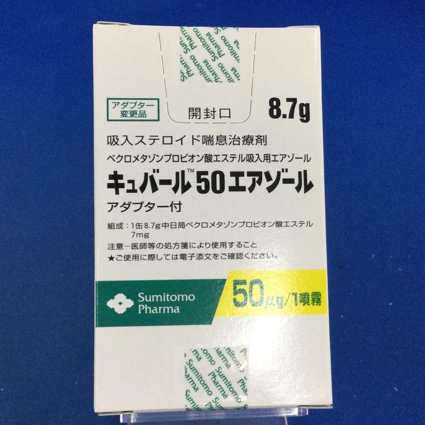 アダプター
変更品
開封口
8.7g
吸入ステロイド喘息治療剤
ベクロメタゾンプロピオン酸エステル吸入用エアゾール
キュバール™50エアゾール
アダプター付
組成:1缶8.7g中日局ベクロメタゾンプロピオン酸エステル
7mg
注意-医師等の処方箋により使用すること
★ご使用に際しては電子添文をご確認ください。
Sumitomo
Pharma
50μg/1噴霧
Sumitomo
Pharma